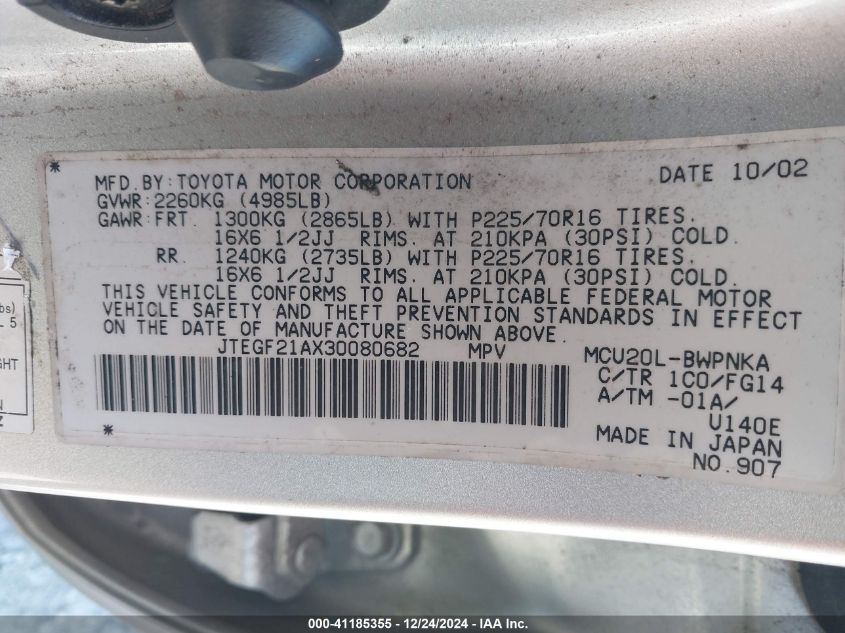 * DATE 10/02
MFD. BY: TOYOTA MOTOR CORPORATION
GVWR: 2260KG (4985LB)
GAWR: FRT. 1300KG (2865LB) WITH P225/70R16 TIRES.
16X6 1/2JJ RIMS. AT 210KPA (30PSI) COLD.
RR. 1240KG (2735LB) WITH P225/70R16 TIRES.
16X6 1/2JJ RIMS. AT 210KPA (30PSI) COLD.
THIS VEHICLE CONFORMS TO ALL APPLICABLE FEDERAL MOTOR
VEHICLE SAFETY AND THEFT PREVENTION STANDARDS IN EFFECT
ON THE DATE OF MANUFACTURE SHOWN ABOVE.
JTEGF21AX30080682 MPV MCU20L-BWPNKA
C/TR 1C0/FG14
A/TM -01A/
U140E
* MADE IN JAPAN
NO. 907
000-41185355 - 12/24/2024 - IAA Inc.